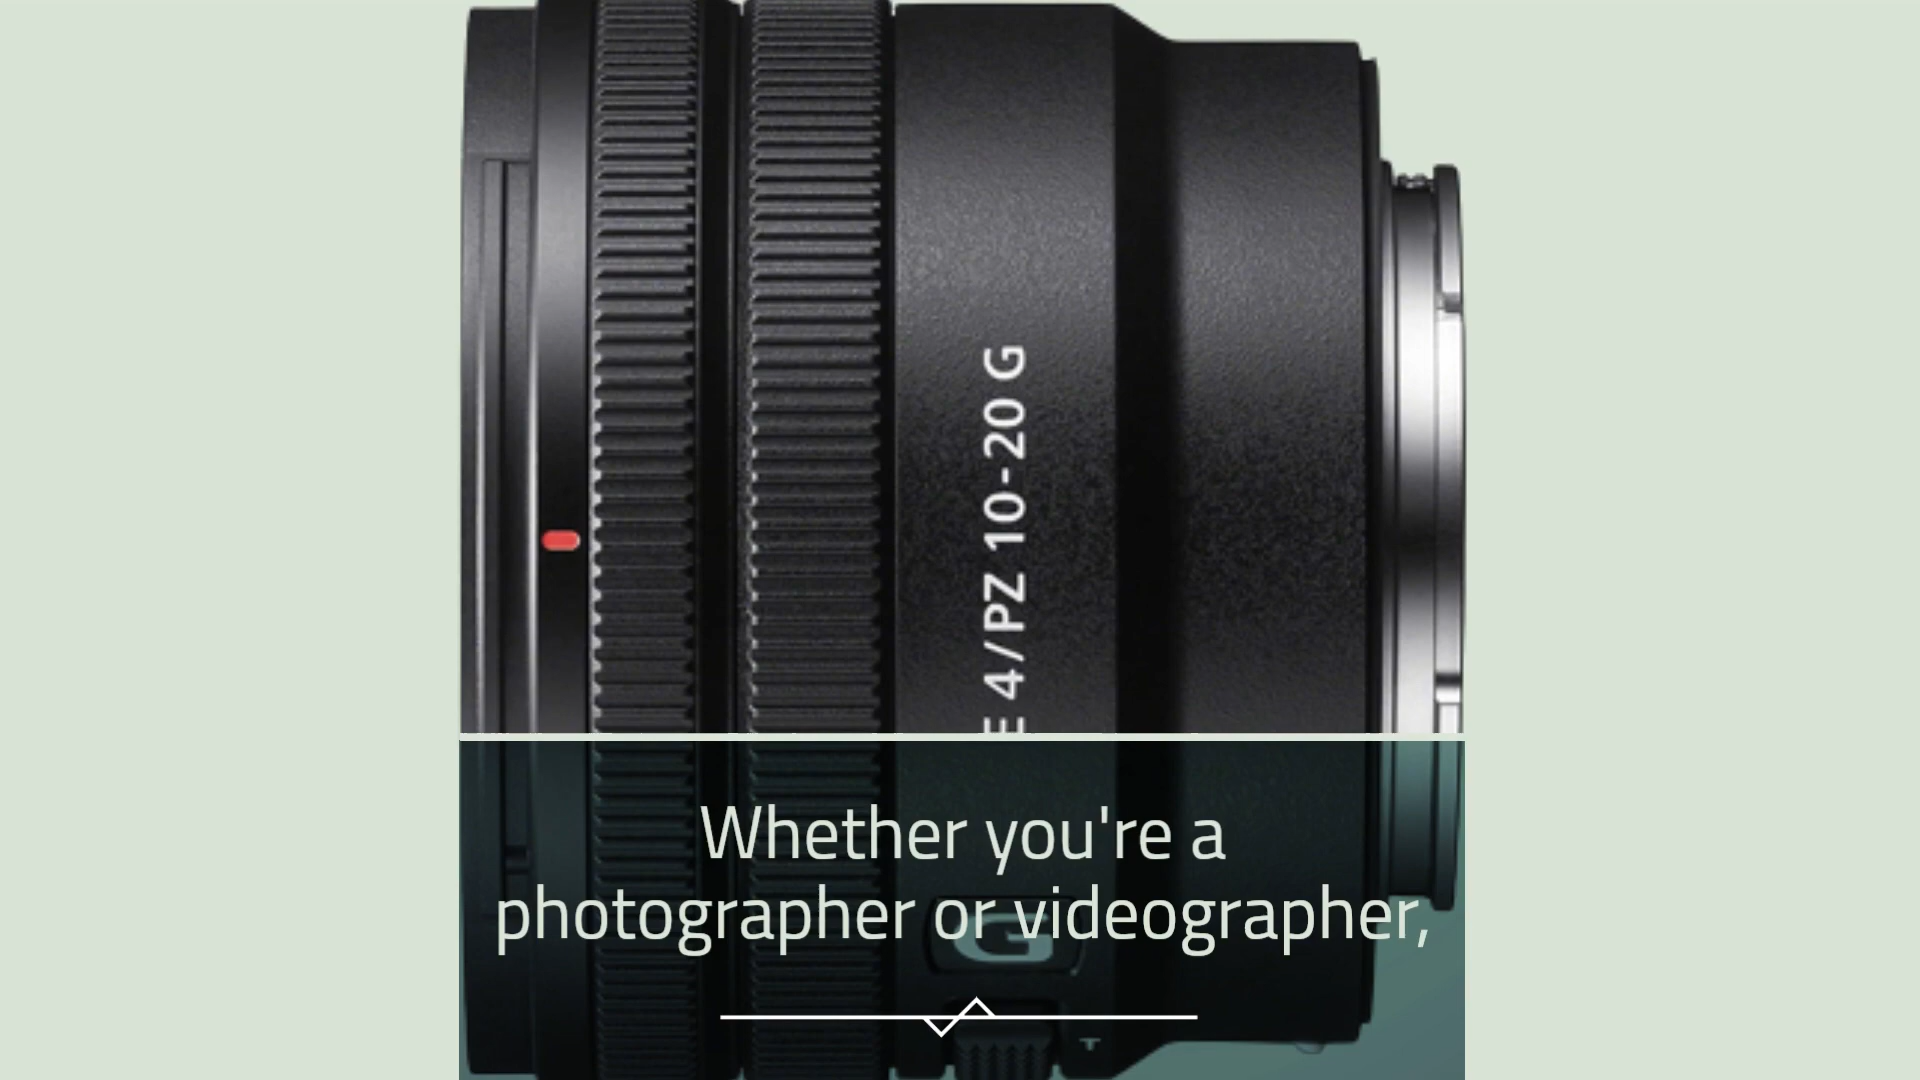 E 4/PZ 10-20 G
Whether you're a
photographer or videographer,
G
T